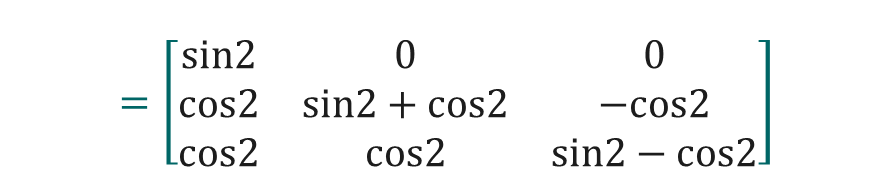 = [sin2 0 0
cos2 sin2 + cos2 −cos2
cos2 cos2 sin2 − cos2]